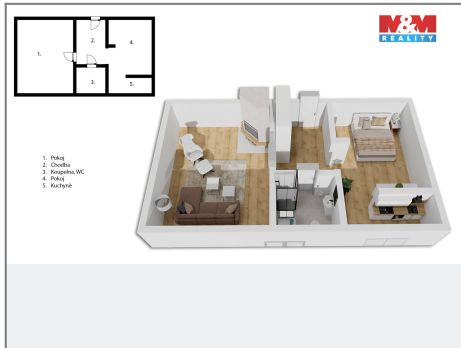 M&M
REALITY
1.
2.
4.
3.
5.
1. Pokoj
2. Chodba
3. Koupelna, WC
4. Pokoj
5. Kuchyně